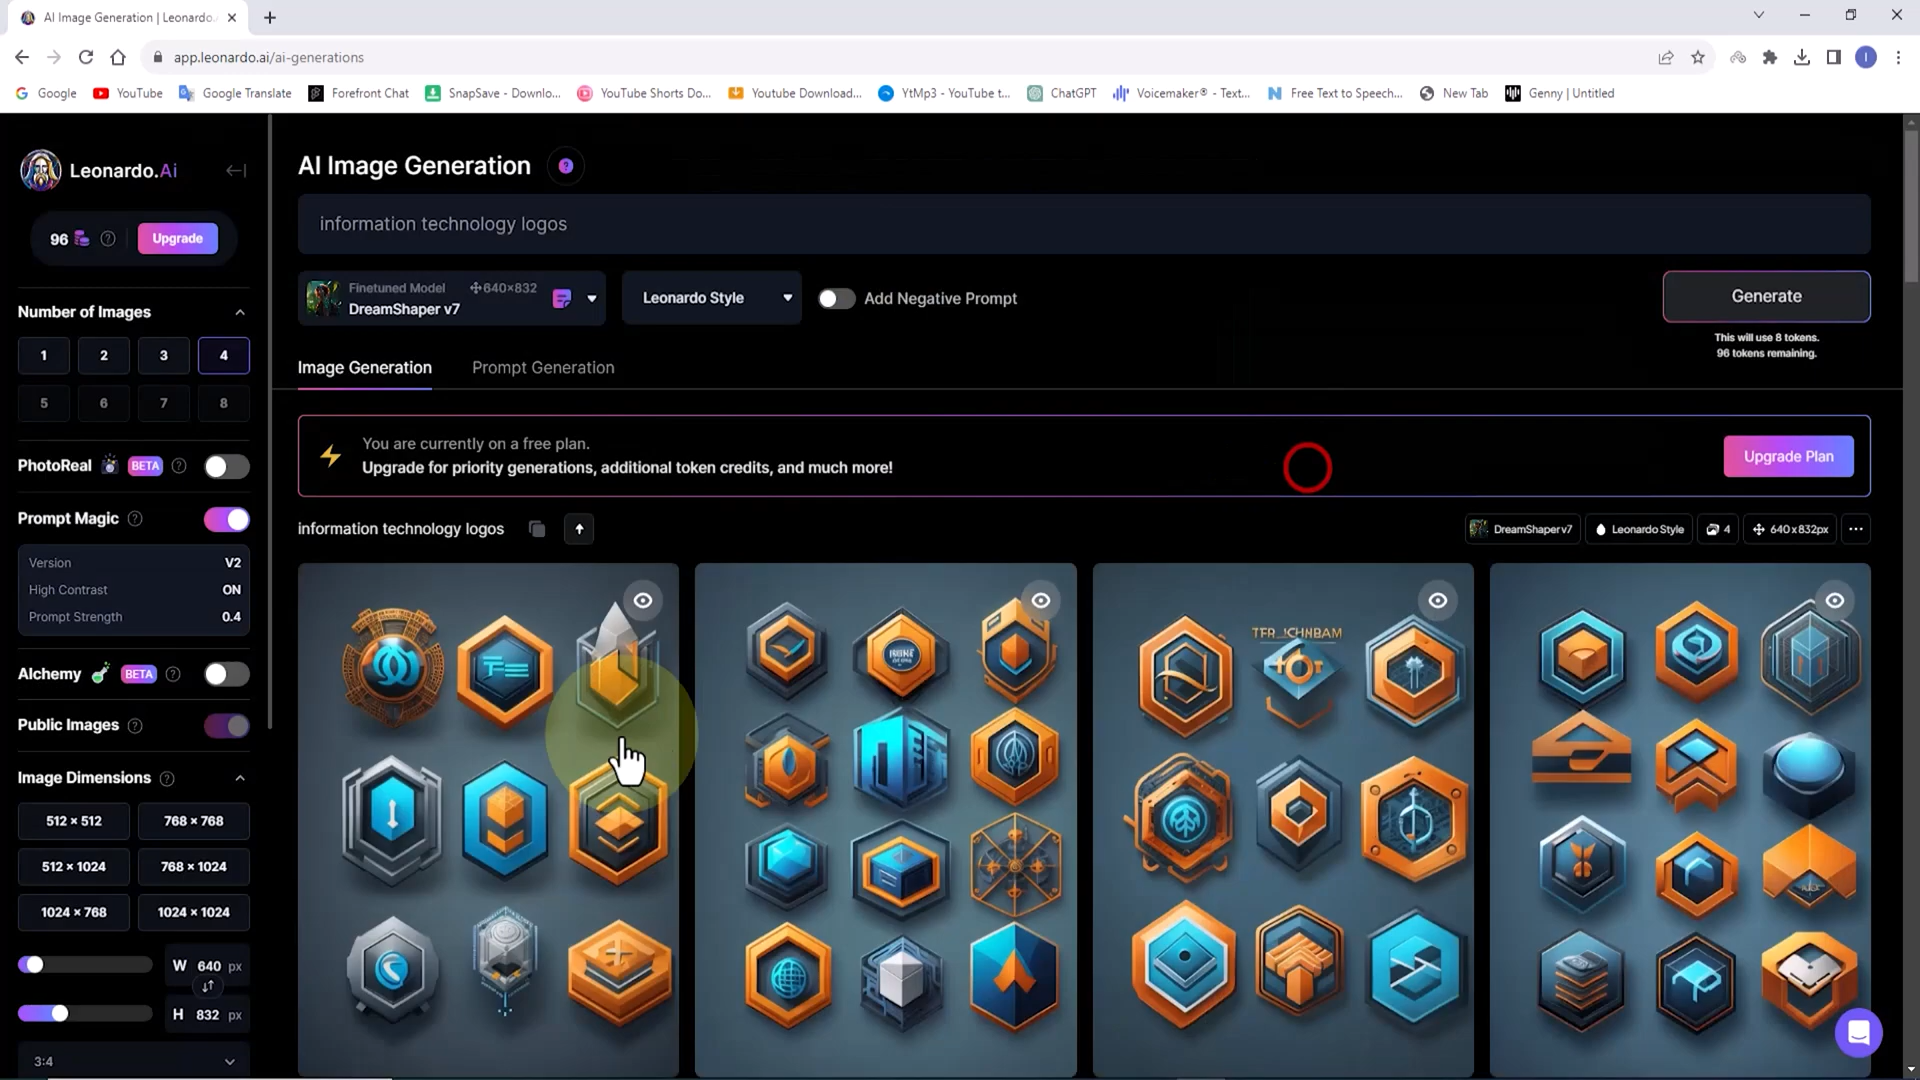 AI Image Generation | Leonardo.
app.leonardo.ai/ai-generations
I
Google
YouTube
Google Translate
Forefront Chat
SnapSave - Downlo...
YouTube Shorts Do...
Youtube Download...
YtMp3 - YouTube t...
ChatGPT
Voicemaker® - Text...
Free Text to Speech...
New Tab
Genny | Untitled
Leonardo.Ai
96
Upgrade
Number of Images
1 2 3 4
5 6 7 8
PhotoReal BETA
Prompt Magic
Version V2
High Contrast ON
Prompt Strength 0.4
Alchemy BETA
Public Images
Image Dimensions
512 × 512 768 × 768
512 × 1024 768 × 1024
1024 × 768 1024 × 1024
W 640 px
H 832 px
3:4
AI Image Generation
information technology logos
Finetuned Model 640×832
DreamShaper v7
Leonardo Style
Add Negative Prompt
Generate
This will use 8 tokens.
96 tokens remaining.
Image Generation
Prompt Generation
You are currently on a free plan.
Upgrade for priority generations, additional token credits, and much more!
Upgrade Plan
information technology logos
DreamShaper v7
Leonardo Style
4
640 x 832px